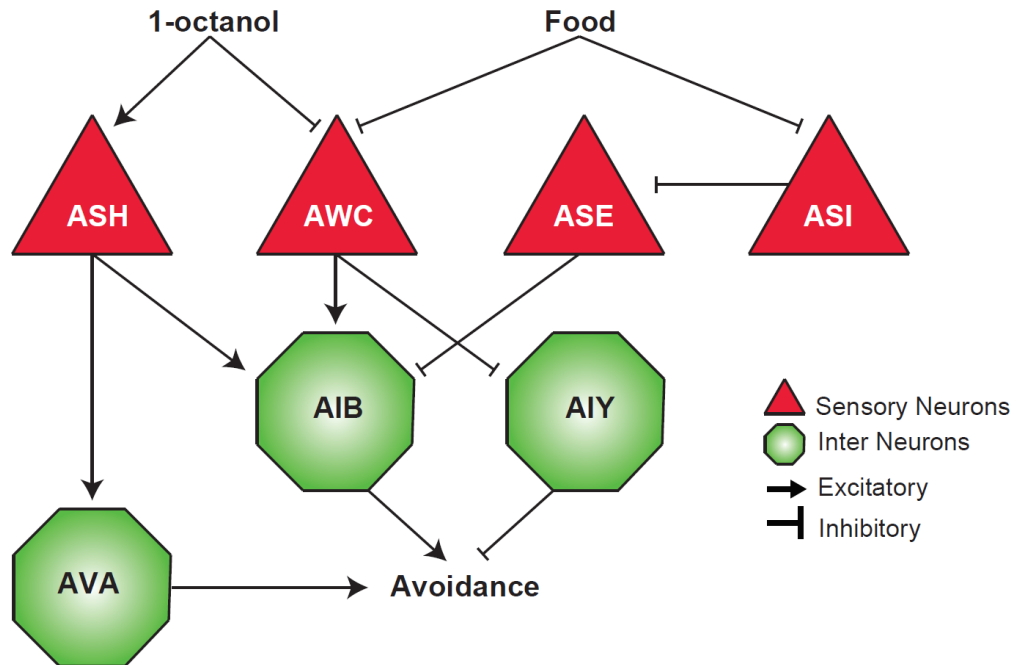 1-octanol
Food
ASH
AWC
ASE
ASI
AIB
AIY
Sensory Neurons
Inter Neurons
Excitatory
Inhibitory
AVA
Avoidance